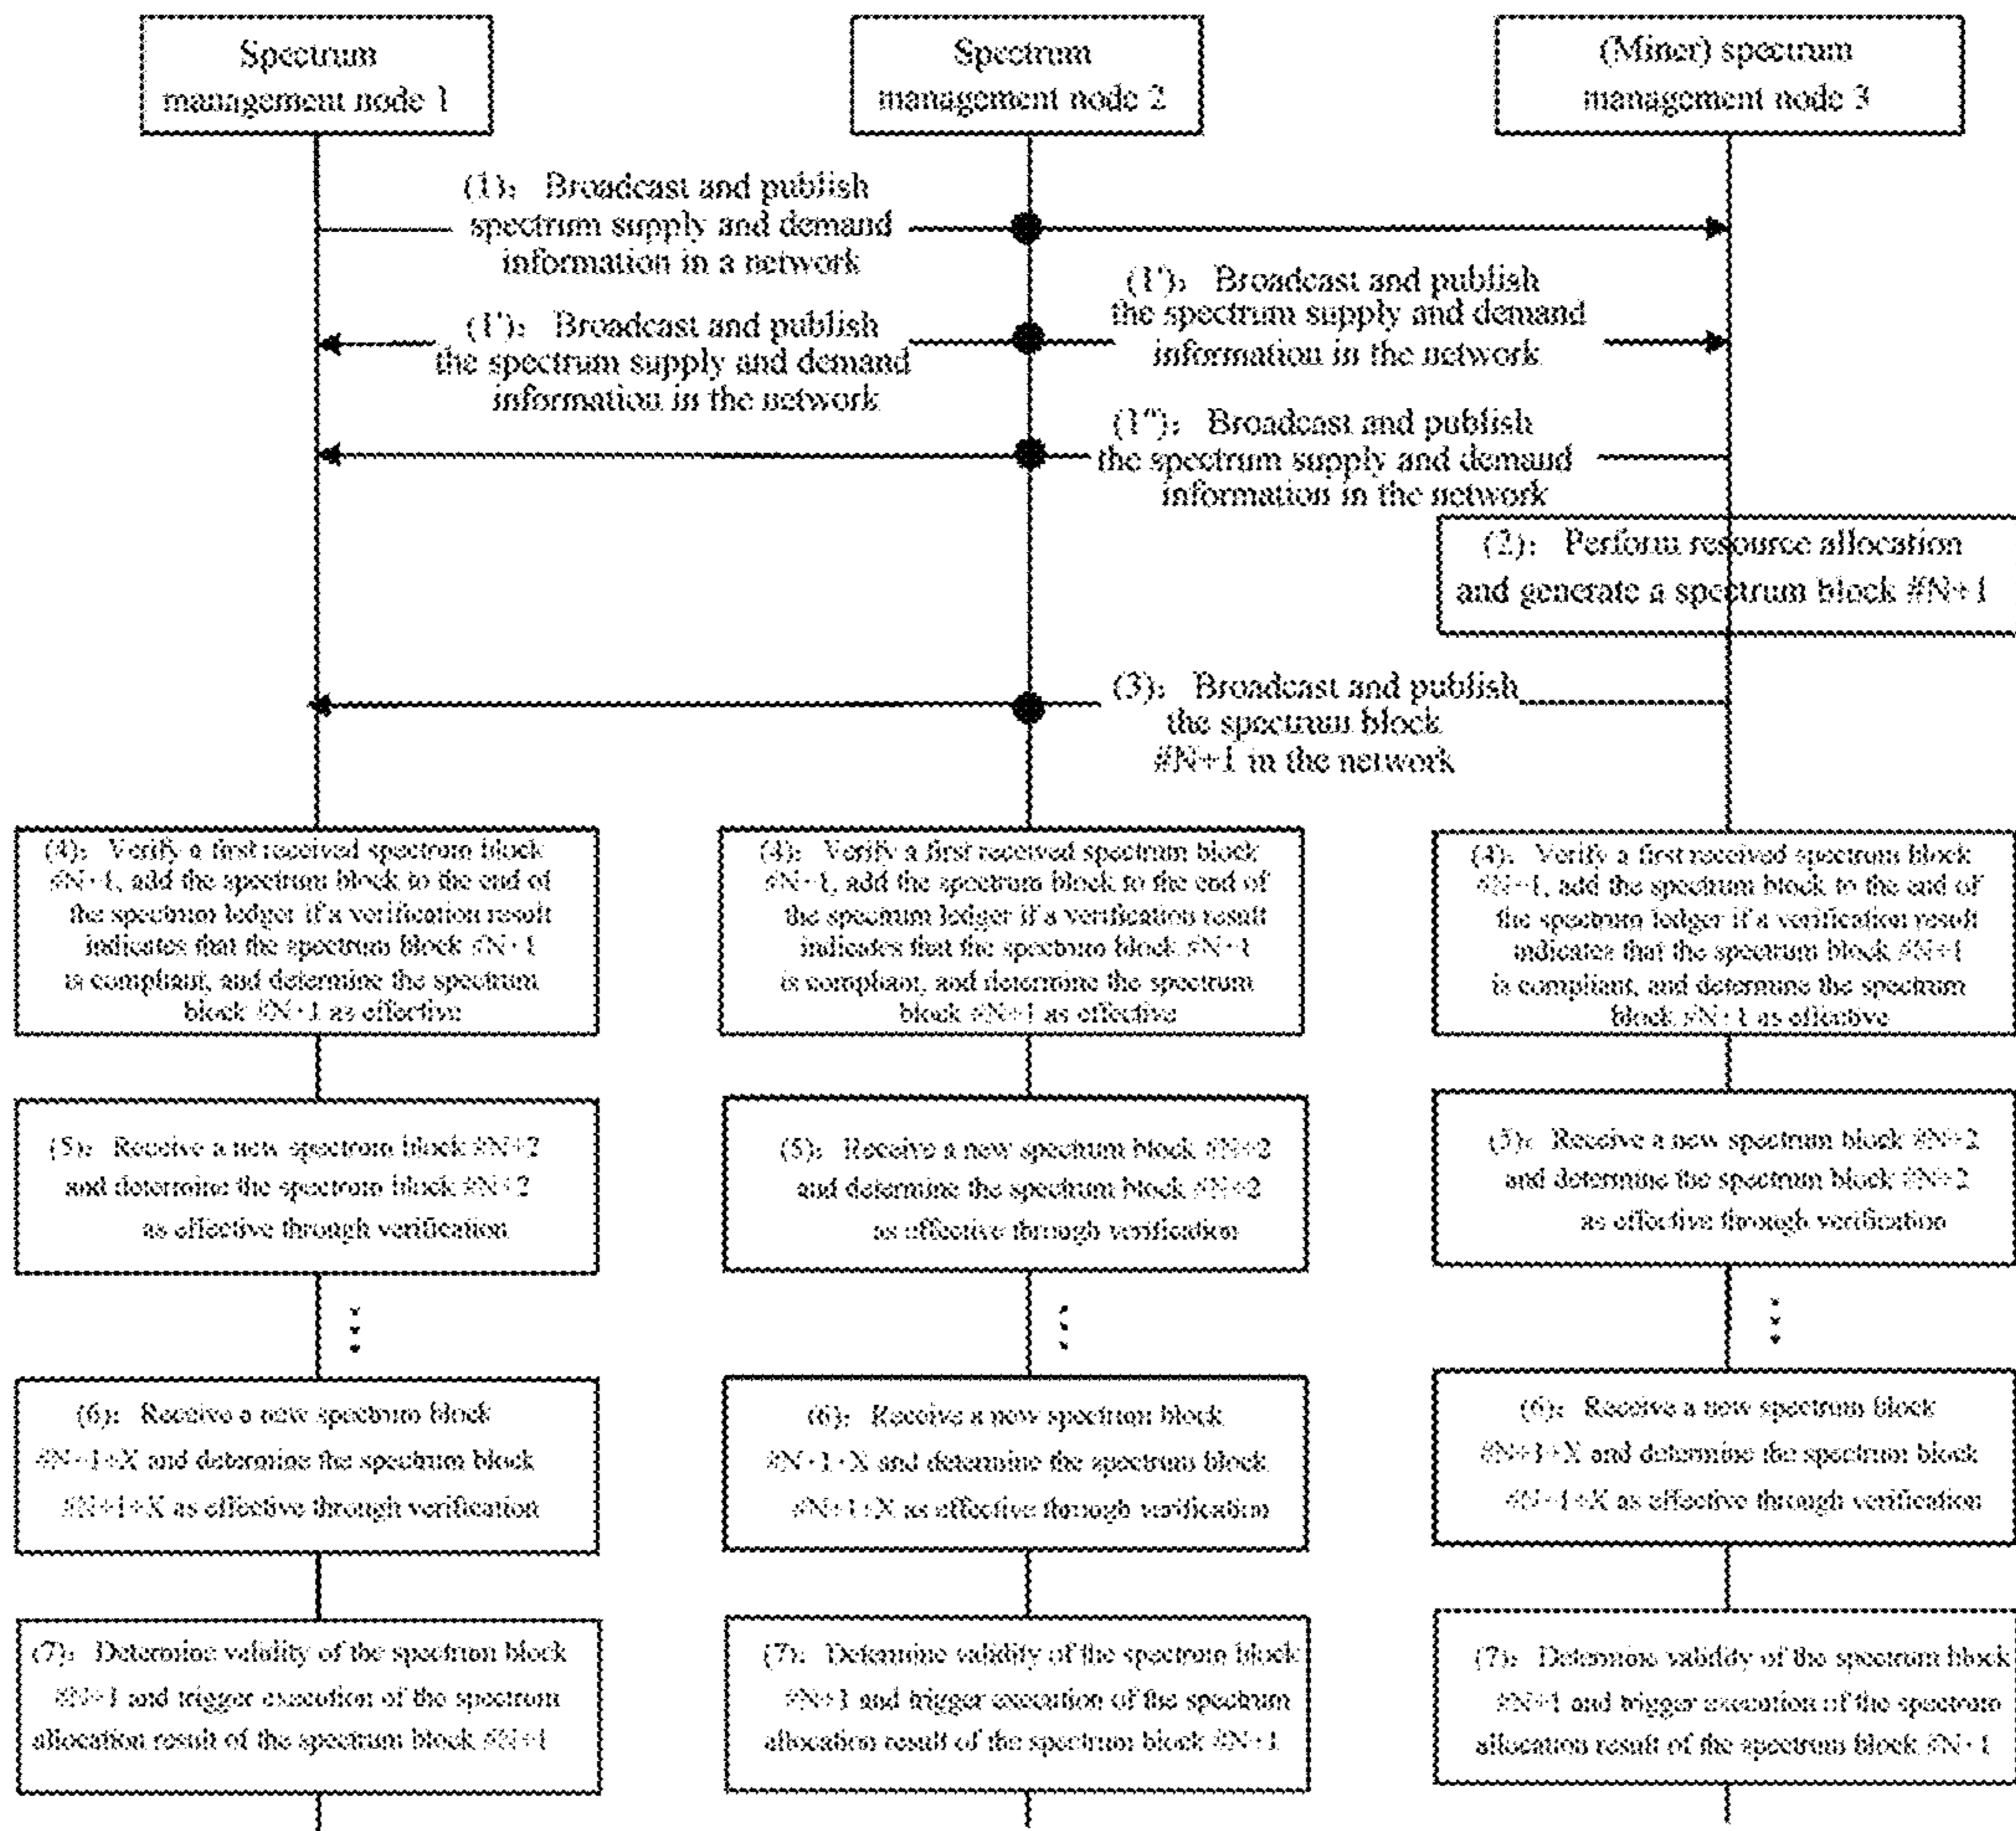 Spectrum
management node 1
Spectrum
management node 2
(Miner) spectrum
management node 3
(1): Broadcast and publish
spectrum supply and demand
information in a network
(1'): Broadcast and publish
the spectrum supply and demand
information in the network
(1'): Broadcast and publish
the spectrum supply and demand
information in the network
(1''): Broadcast and publish
the spectrum supply and demand
information in the network
(2): Perform resource allocation
and generate a spectrum block #N+1
(3): Broadcast and publish
the spectrum block
#N+1 in the network
(4): Verify a first received spectrum block
#N+1, add the spectrum block to the end of
the spectrum ledger if a verification result
indicates that the spectrum block #N+1
is compliant, and determine the spectrum
block #N+1 as effective
(4): Verify a first received spectrum block
#N+1, add the spectrum block to the end of
the spectrum ledger if a verification result
indicates that the spectrum block #N+1
is compliant, and determine the spectrum
block #N+1 as effective
(4): Verify a first received spectrum block
#N+1, add the spectrum block to the end of
the spectrum ledger if a verification result
indicates that the spectrum block #N+1
is compliant, and determine the spectrum
block #N+1 as effective
(5): Receive a new spectrum block #N+2
and determine the spectrum block #N+2
as effective through verification
(5): Receive a new spectrum block #N+2
and determine the spectrum block #N+2
as effective through verification
(5): Receive a new spectrum block #N+2
and determine the spectrum block #N+2
as effective through verification
(6): Receive a new spectrum block
#N+1+X and determine the spectrum block
#N+1+X as effective through verification
(6): Receive a new spectrum block
#N+1+X and determine the spectrum block
#N+1+X as effective through verification
(6): Receive a new spectrum block
#N+1+X and determine the spectrum block
#N+1+X as effective through verification
(7): Determine validity of the spectrum block
#N+1 and trigger execution of the spectrum
allocation result of the spectrum block #N+1
(7): Determine validity of the spectrum block
#N+1 and trigger execution of the spectrum
allocation result of the spectrum block #N+1
(7): Determine validity of the spectrum block
#N+1 and trigger execution of the spectrum
allocation result of the spectrum block #N+1